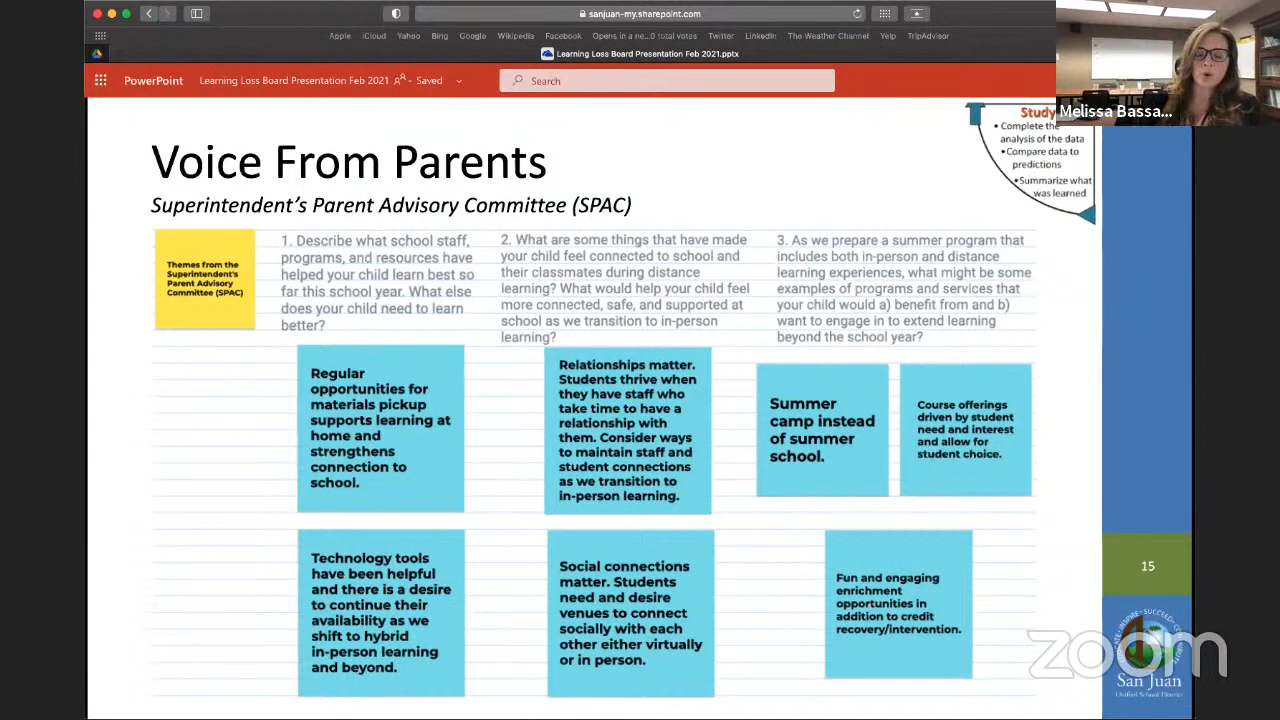 sanjuan-my.sharepoint.com
Apple iCloud Yahoo Bing Google Wikipedia Facebook Opens in a ne...0 total votes Twitter LinkedIn The Weather Channel Yelp TripAdvisor
Learning Loss Board Presentation Feb 2021.pptx
PowerPoint Learning Loss Board Presentation Feb 2021 - Saved
Search
Melissa Bassa...
Study
• Complete the
analysis of the data
• Compare data to
predictions
• Summarize what
was learned
Voice From Parents
Superintendent's Parent Advisory Committee (SPAC)
Themes from the
Superintendent's
Parent Advisory
Committee (SPAC)
1. Describe what school staff,
programs, and resources have
helped your child learn best so
far this school year. What else
does your child need to learn
better?
2. What are some things that have made
your child feel connected to school and
their classmates during distance
learning? What would help your child feel
more connected, safe, and supported at
school as we transition to in-person
learning?
3. As we prepare a summer program that
includes both in-person and distance
learning experiences, what might be some
examples of programs and services that
your child would a) benefit from and b)
want to engage in to extend learning
beyond the school year?
Regular
opportunities for
materials pickup
supports learning at
home and
strengthens
connection to
school.
Relationships matter.
Students thrive when
they have staff who
take time to have a
relationship with
them. Consider ways
to maintain staff and
student connections
as we transition to
in-person learning.
Summer
camp instead
of summer
school.
Course offerings
driven by student
need and interest
and allow for
student choice.
Technology tools
have been helpful
and there is a desire
to continue their
availability as we
shift to hybrid
in-person learning
and beyond.
Social connections
matter. Students
need and desire
venues to connect
socially with each
other either virtually
or in person.
Fun and engaging
enrichment
opportunities in
addition to credit
recovery/intervention.
15
zoom
San Juan
Unified School District